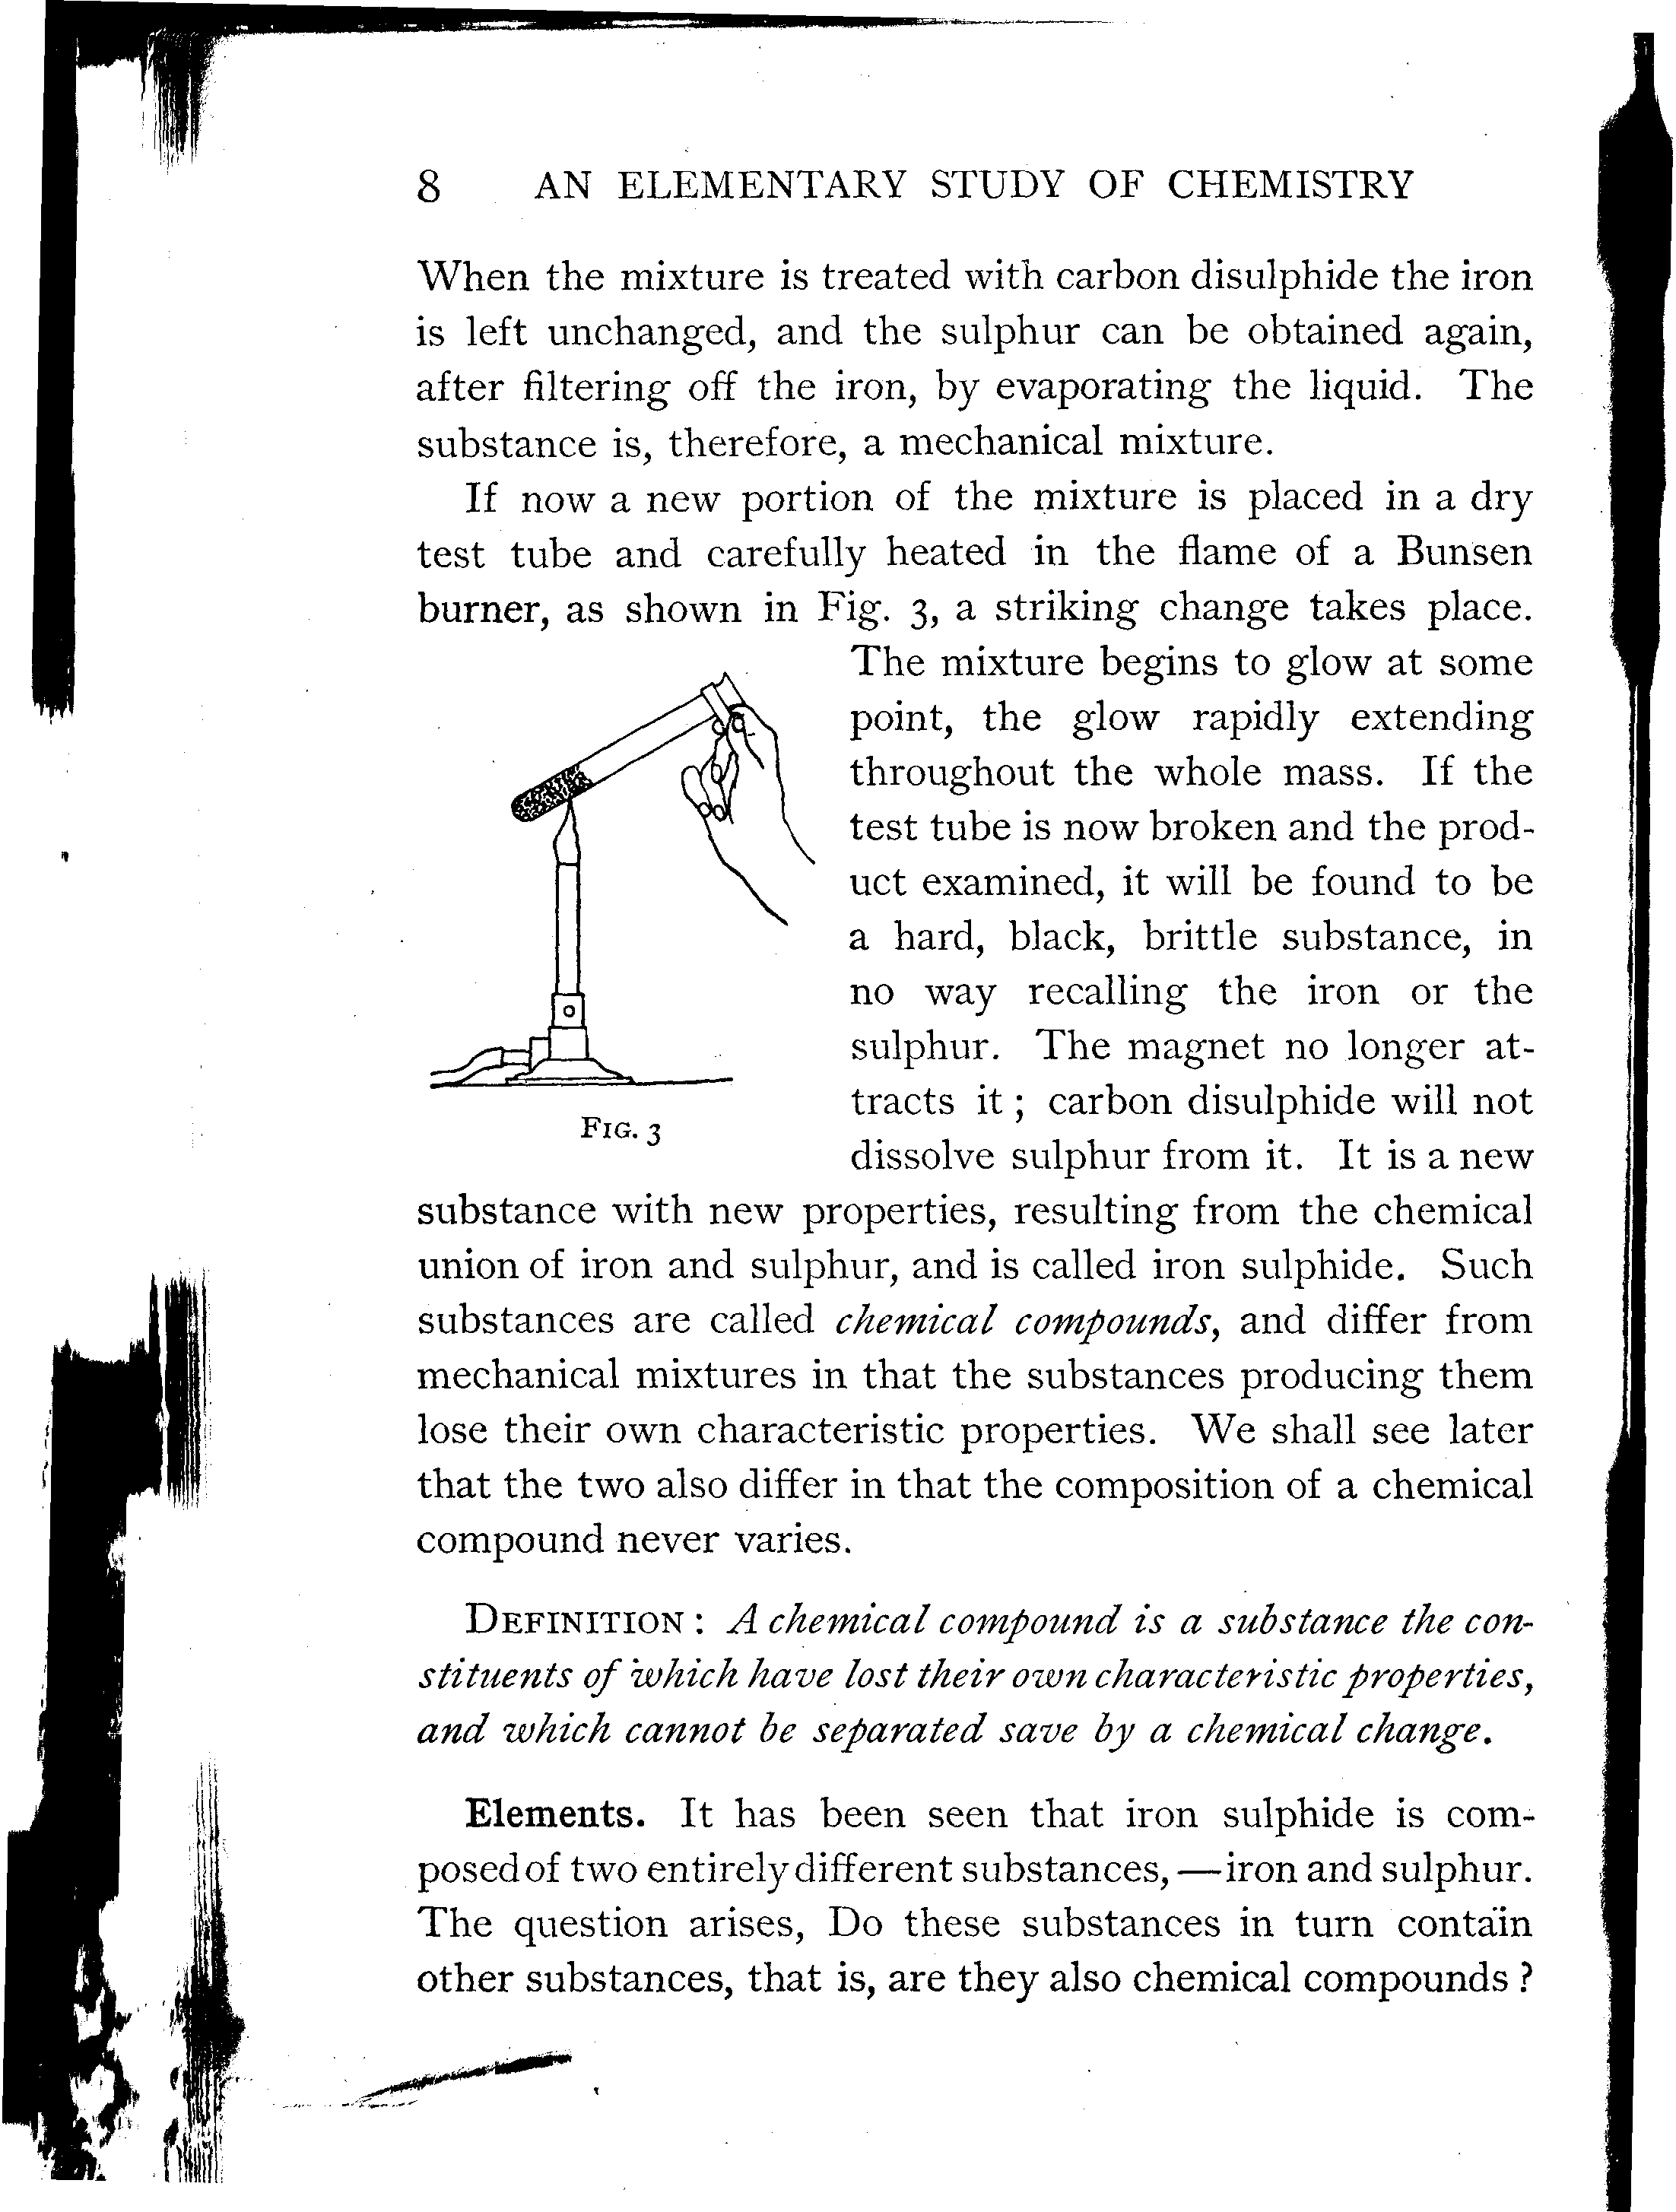 8 AN ELEMENTARY STUDY OF CHEMISTRY
When the mixture is treated with carbon disulphide the iron
is left unchanged, and the sulphur can be obtained again,
after filtering off the iron, by evaporating the liquid. The
substance is, therefore, a mechanical mixture.
If now a new portion of the mixture is placed in a dry
test tube and carefully heated in the flame of a Bunsen
burner, as shown in Fig. 3, a striking change takes place.
The mixture begins to glow at some
point, the glow rapidly extending
throughout the whole mass. If the
test tube is now broken and the prod-
uct examined, it will be found to be
a hard, black, brittle substance, in
no way recalling the iron or the
sulphur. The magnet no longer at-
tracts it; carbon disulphide will not
dissolve sulphur from it. It is a new
FIG. 3
substance with new properties, resulting from the chemical
union of iron and sulphur, and is called iron sulphide. Such
substances are called chemical compounds, and differ from
mechanical mixtures in that the substances producing them
lose their own characteristic properties. We shall see later
that the two also differ in that the composition of a chemical
compound never varies.
DEFINITION: A chemical compound is a substance the con-
stituents of which have lost their own characteristic properties,
and which cannot be separated save by a chemical change.
Elements. It has been seen that iron sulphide is com-
posed of two entirely different substances,—iron and sulphur.
The question arises, Do these substances in turn contain
other substances, that is, are they also chemical compounds?